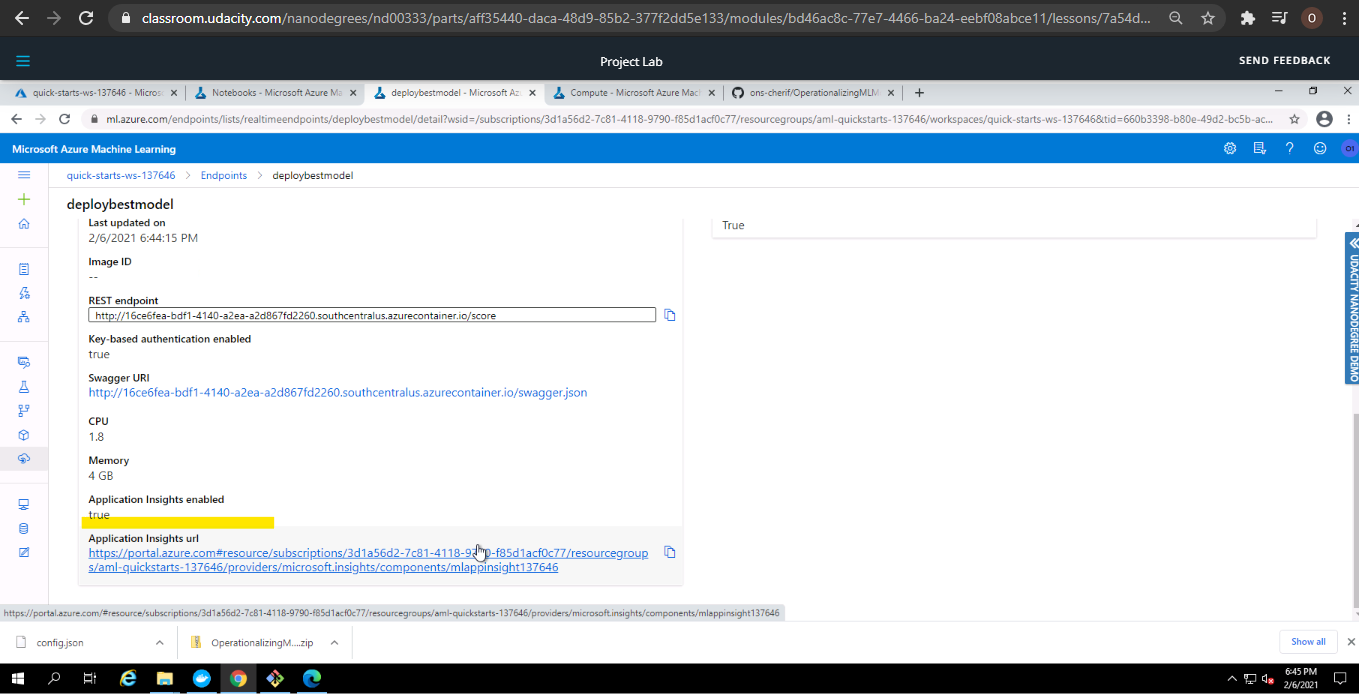 classroom.udacity.com/nanodegrees/nd00333/parts/aff35440-daca-48d9-85b2-377f2dd5e133/modules/bd46ac8c-77e7-4466-ba24-eebf08abce11/lessons/7a54d...
O
Project Lab
SEND FEEDBACK
quick-starts-ws-137646 - Micros
Notebooks - Microsoft Azure Ma
deploybestmodel - Microsoft Az
Compute - Microsoft Azure Mac
ons-cherif/OperationalizingMLM
ml.azure.com/endpoints/lists/realtimeendpoints/deploybestmodel/detail?wsid=/subscriptions/3d1a56d2-7c81-4118-9790-f85d1acf0c77/resourcegroups/aml-quickstarts-137646/workspaces/quick-starts-ws-137646&tid=660b3398-b80e-49d2-bc5b-ac...
Microsoft Azure Machine Learning
OI
quick-starts-ws-137646 > Endpoints > deploybestmodel
deploybestmodel
Last updated on
2/6/2021 6:44:15 PM
True
Image ID
--
REST endpoint
http://16ce6fea-bdf1-4140-a2ea-a2d867fd2260.southcentralus.azurecontainer.io/score
Key-based authentication enabled
true
Swagger URI
http://16ce6fea-bdf1-4140-a2ea-a2d867fd2260.southcentralus.azurecontainer.io/swagger.json
CPU
1.8
Memory
4 GB
Application Insights enabled
true
Application Insights url
https://portal.azure.com#resource/subscriptions/3d1a56d2-7c81-4118-9790-f85d1acf0c77/resourcegroup
s/aml-quickstarts-137646/providers/microsoft.insights/components/mlappinsight137646
UDACITY NANODEGREE DEMO
https://portal.azure.com/#resource/subscriptions/3d1a56d2-7c81-4118-9790-f85d1acf0c77/resourcegroups/aml-quickstarts-137646/providers/microsoft.insights/components/mlappinsight137646
config.json
OperationalizingM....zip
Show all
6:45 PM
2/6/2021